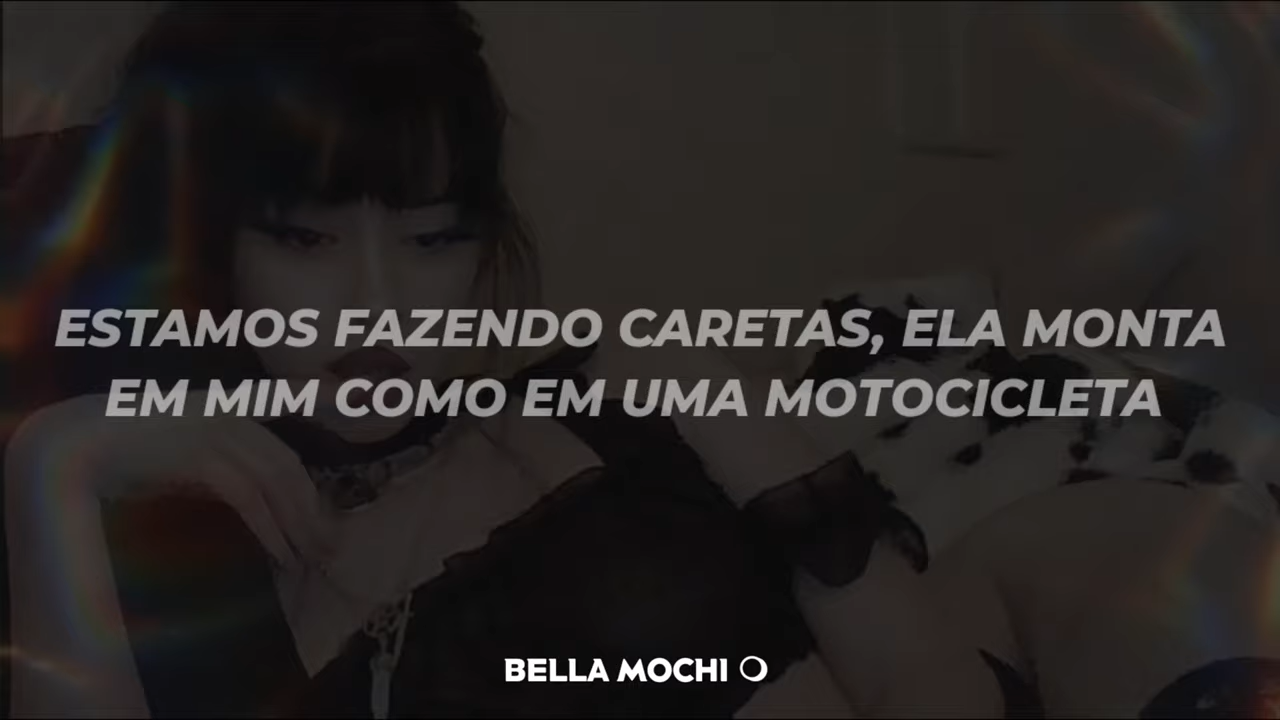 ESTAMOS FAZENDO CARETAS, ELA MONTA
EM MIM COMO EM UMA MOTOCICLETA
BELLA MOCHI